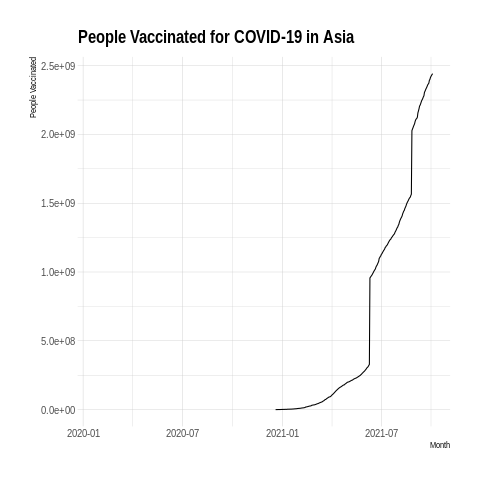 People Vaccinated for COVID-19 in Asia
People Vaccinated
2.5e+09
2.0e+09
1.5e+09
1.0e+09
5.0e+08
0.0e+00
2020-01 2020-07 2021-01 2021-07
Month